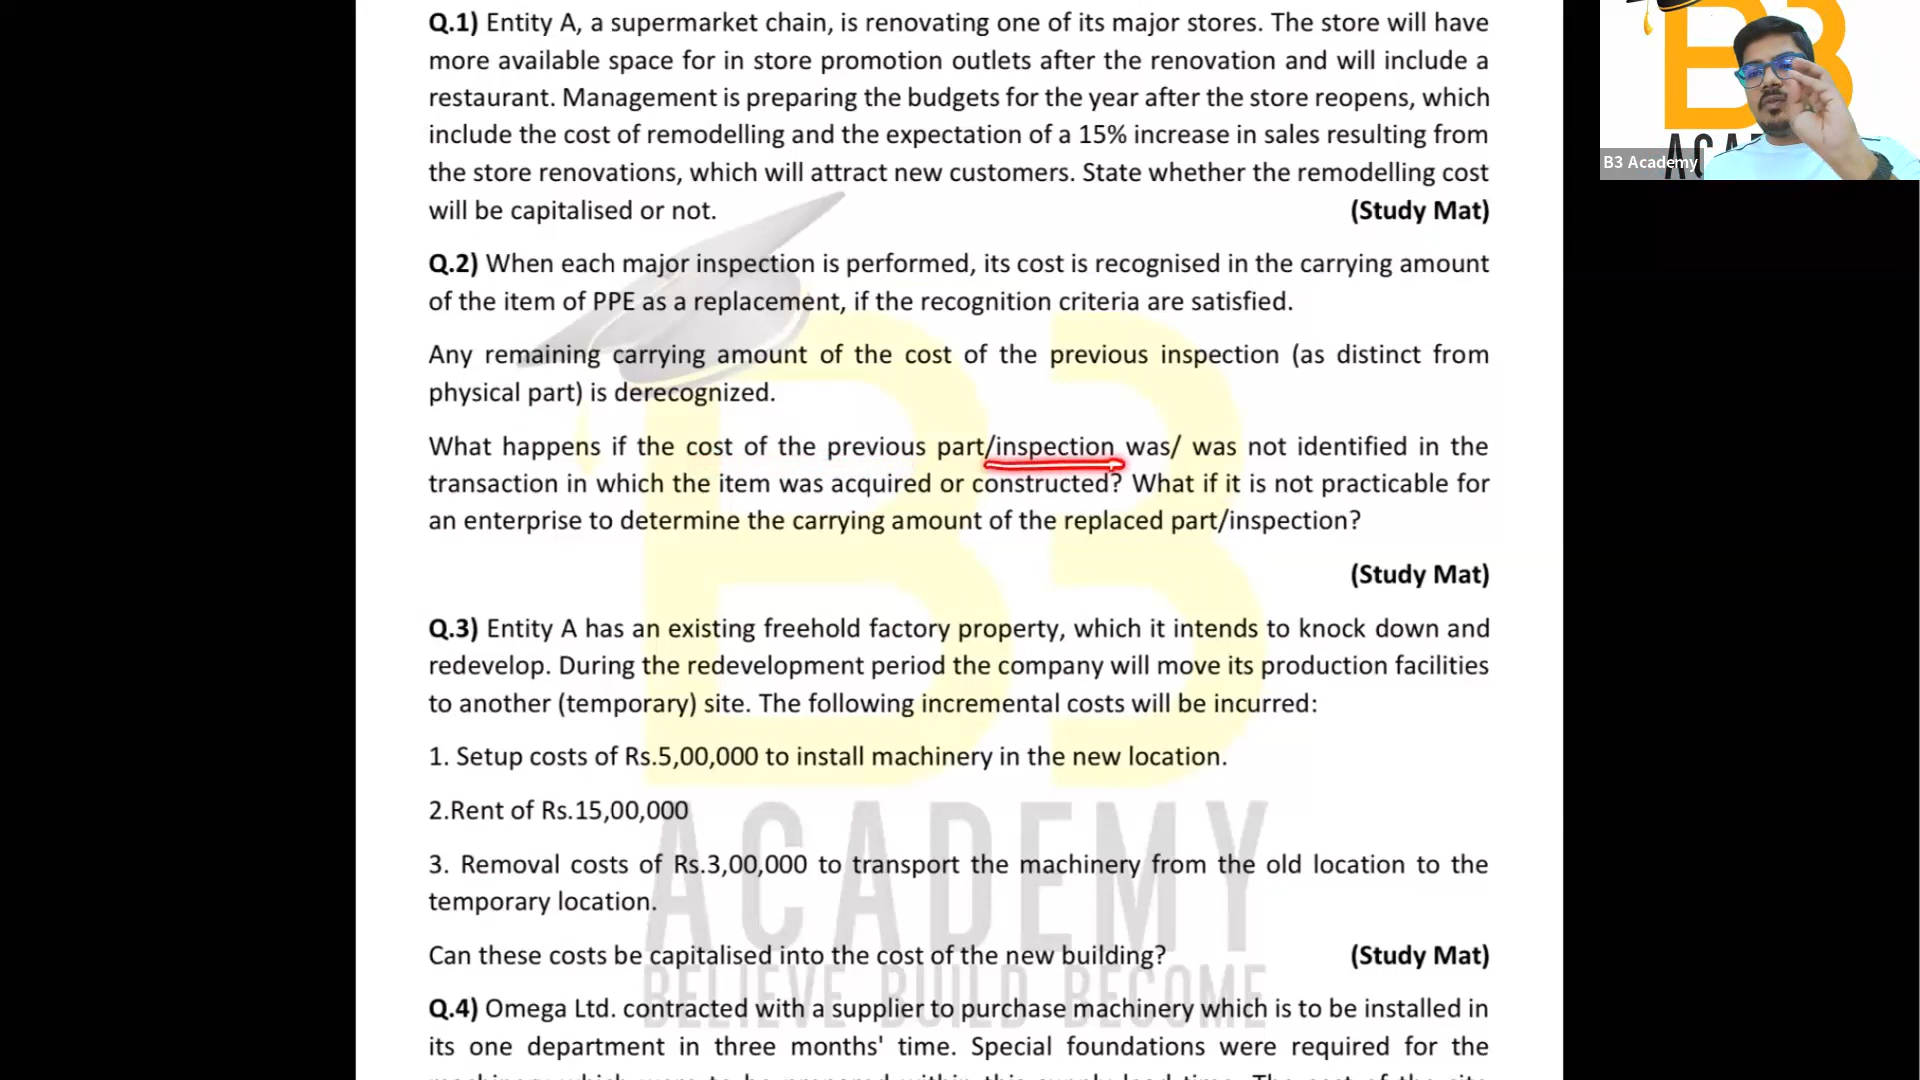 Q.1) Entity A, a supermarket chain, is renovating one of its major stores. The store will have
more available space for in store promotion outlets after the renovation and will include a
restaurant. Management is preparing the budgets for the year after the store reopens, which
include the cost of remodelling and the expectation of a 15% increase in sales resulting from
the store renovations, which will attract new customers. State whether the remodelling cost
will be capitalised or not. (Study Mat)
Q.2) When each major inspection is performed, its cost is recognised in the carrying amount
of the item of PPE as a replacement, if the recognition criteria are satisfied.
Any remaining carrying amount of the cost of the previous inspection (as distinct from
physical part) is derecognized.
What happens if the cost of the previous part/inspection was/ was not identified in the
transaction in which the item was acquired or constructed? What if it is not practicable for
an enterprise to determine the carrying amount of the replaced part/inspection?
(Study Mat)
Q.3) Entity A has an existing freehold factory property, which it intends to knock down and
redevelop. During the redevelopment period the company will move its production facilities
to another (temporary) site. The following incremental costs will be incurred:
1. Setup costs of Rs.5,00,000 to install machinery in the new location.
2.Rent of Rs.15,00,000
3. Removal costs of Rs.3,00,000 to transport the machinery from the old location to the
temporary location.
Can these costs be capitalised into the cost of the new building? (Study Mat)
Q.4) Omega Ltd. contracted with a supplier to purchase machinery which is to be installed in
its one department in three months' time. Special foundations were required for the
B3
ACADEMY
BELIEVE BUILD BECOME
B3 Academy